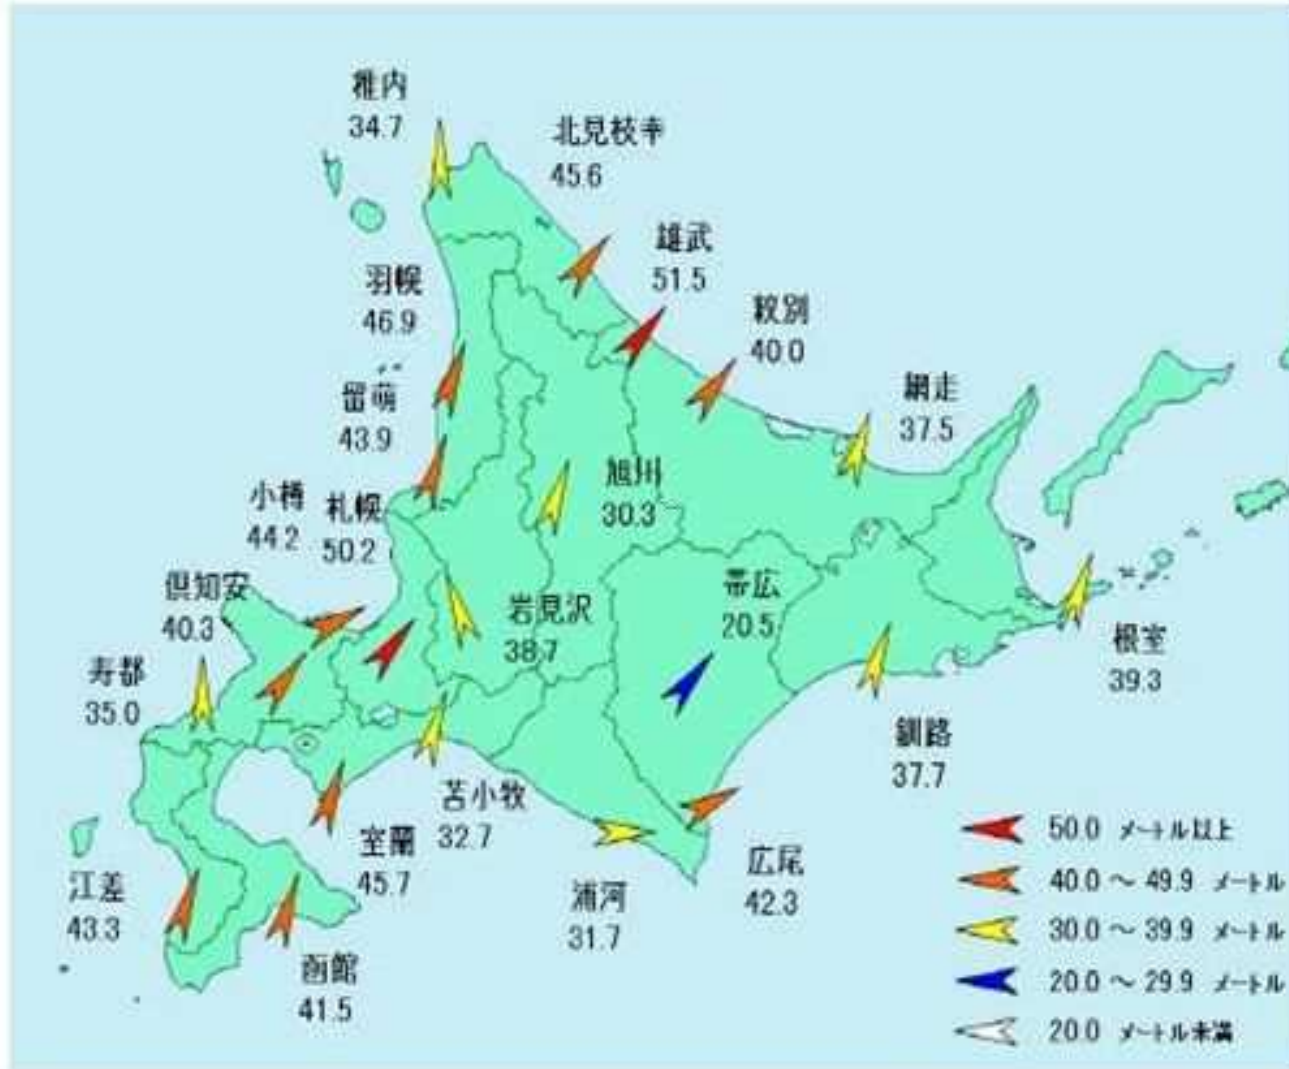 稚内
34.7
北見枝幸
45.6
雄武
51.5
羽幌
46.9
紋別
40.0
網走
37.5
留萌
43.9
旭川
30.3
小樽
44.2
札幌
50.2
倶知安
40.3
岩見沢
38.7
帯広
20.5
根室
39.3
寿都
35.0
釧路
37.7
苫小牧
32.7
室蘭
45.7
広尾
42.3
浦河
31.7
江差
43.3
函館
41.5
50.0 メートル以上
40.0 ～ 49.9 メートル
30.0 ～ 39.9 メートル
20.0 ～ 29.9 メートル
20.0 メートル未満